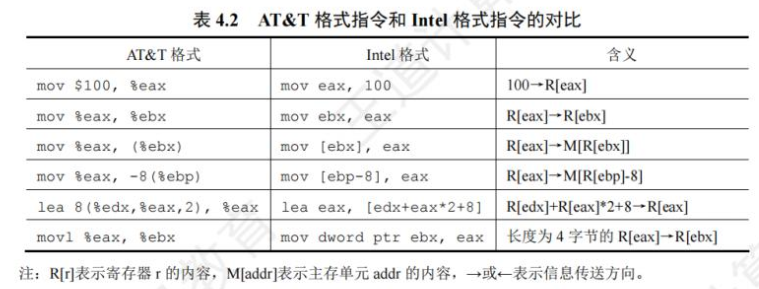 表 4.2 AT&T 格式指令和 Intel 格式指令的对比
AT&T 格式 Intel 格式 含义
mov $100, %eax mov eax, 100 100→R[eax]
mov %eax, %ebx mov ebx, eax R[eax]→R[ebx]
mov %eax, (%ebx) mov [ebx], eax R[eax]→M[R[ebx]]
mov %eax, -8(%ebp) mov [ebp-8], eax R[eax]→M[R[ebp]-8]
lea 8(%edx,%eax,2), %eax lea eax, [edx+eax*2+8] R[edx]+R[eax]*2+8→R[eax]
movl %eax, %ebx mov dword ptr ebx, eax 长度为 4 字节的 R[eax]→R[ebx]
注：R[r]表示寄存器 r 的内容，M[addr]表示主存单元 addr 的内容，→或←表示信息传送方向。